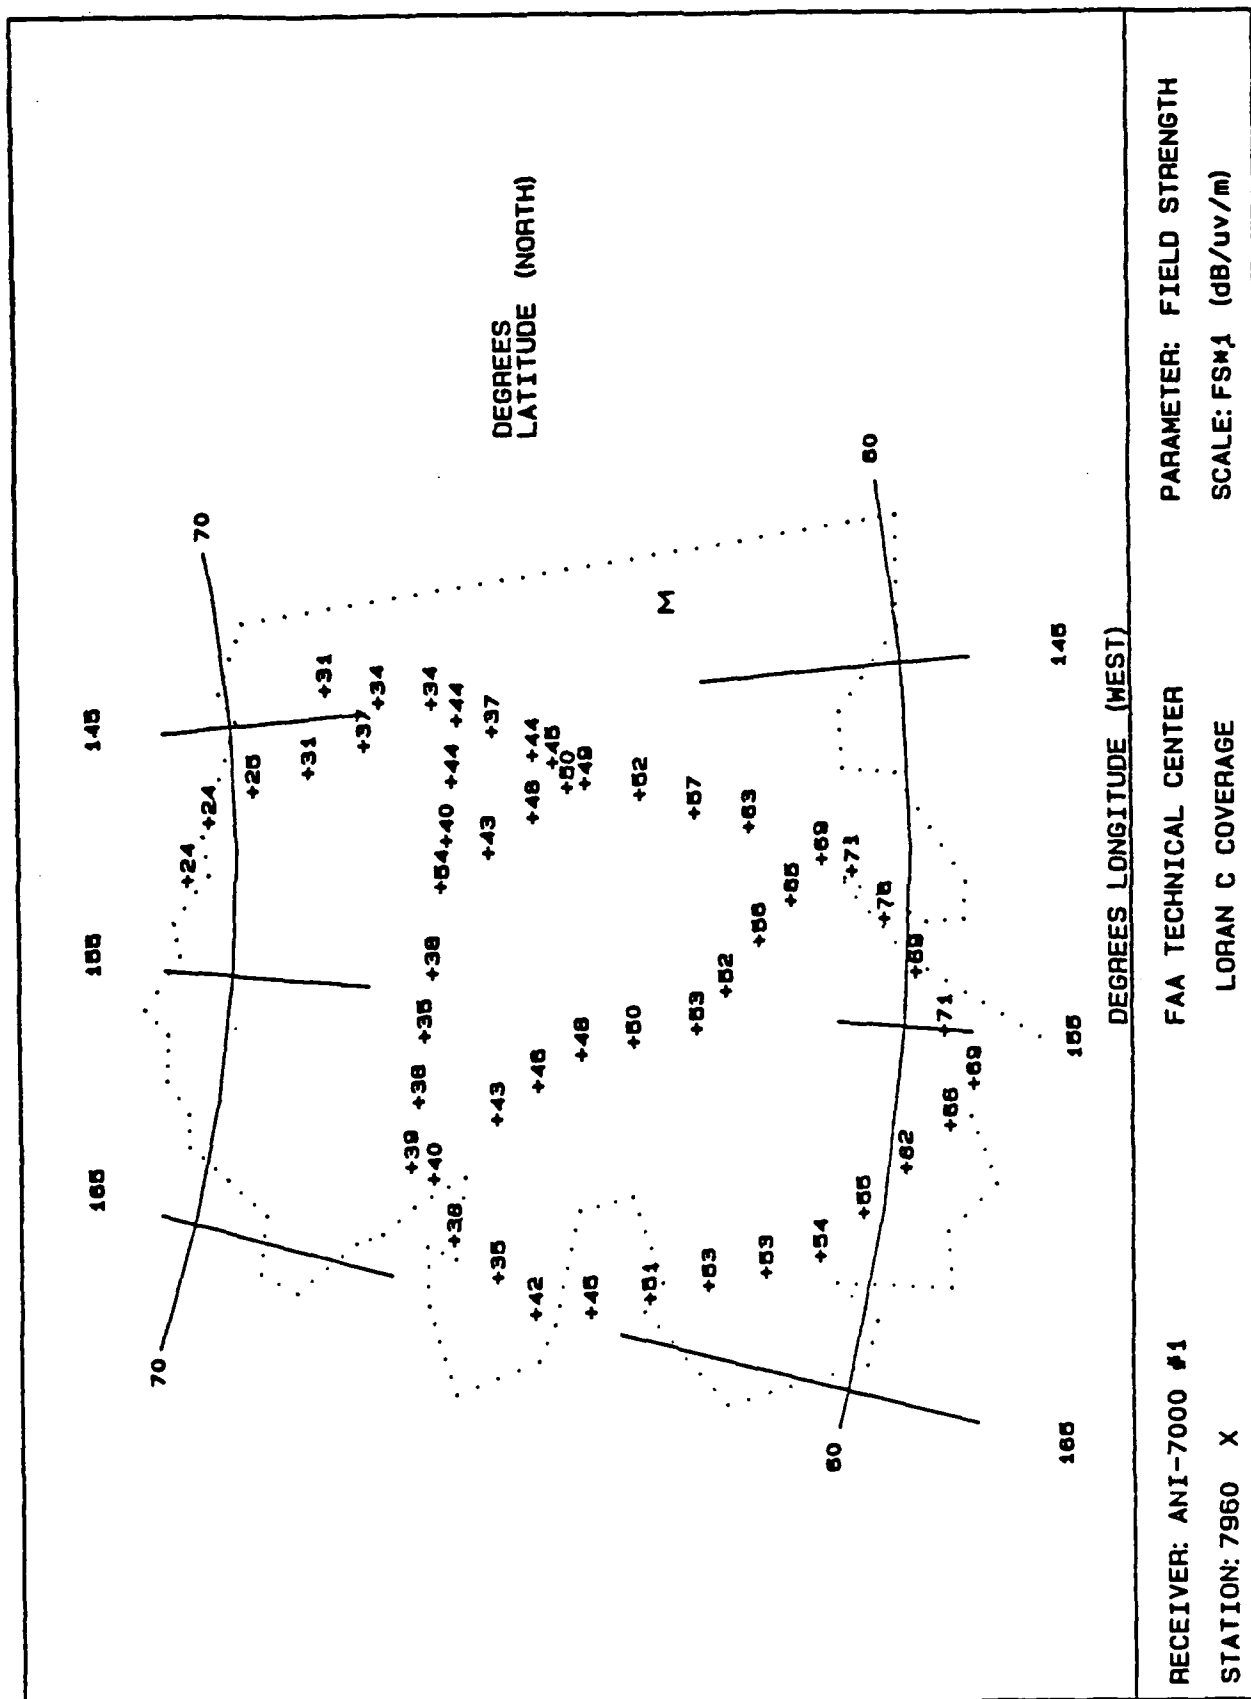 165 155 145
70 +24 70
+24
+25
+31 +31
+37 +34
+39 +38 +35 +38 +34
+40 +54 +40 +44 +44
+38
+35 +43 +43 +37
DEGREES
LATITUDE (NORTH)
+42 +46 +48 +44
+45
+50
+45 +48 +49
+50 +52
+51
M
+53 +53 +57
+52
+63
+53 +56
+65
+54 +69
+71
60 +55 60
+75
+62 +69
+66 +71
+69
165 155 145
DEGREES LONGITUDE (WEST)
RECEIVER: ANI-7000 #1 FAA TECHNICAL CENTER PARAMETER: FIELD STRENGTH
STATION: 7960 X LORAN C COVERAGE SCALE: FS*1 (dB/uv/m)